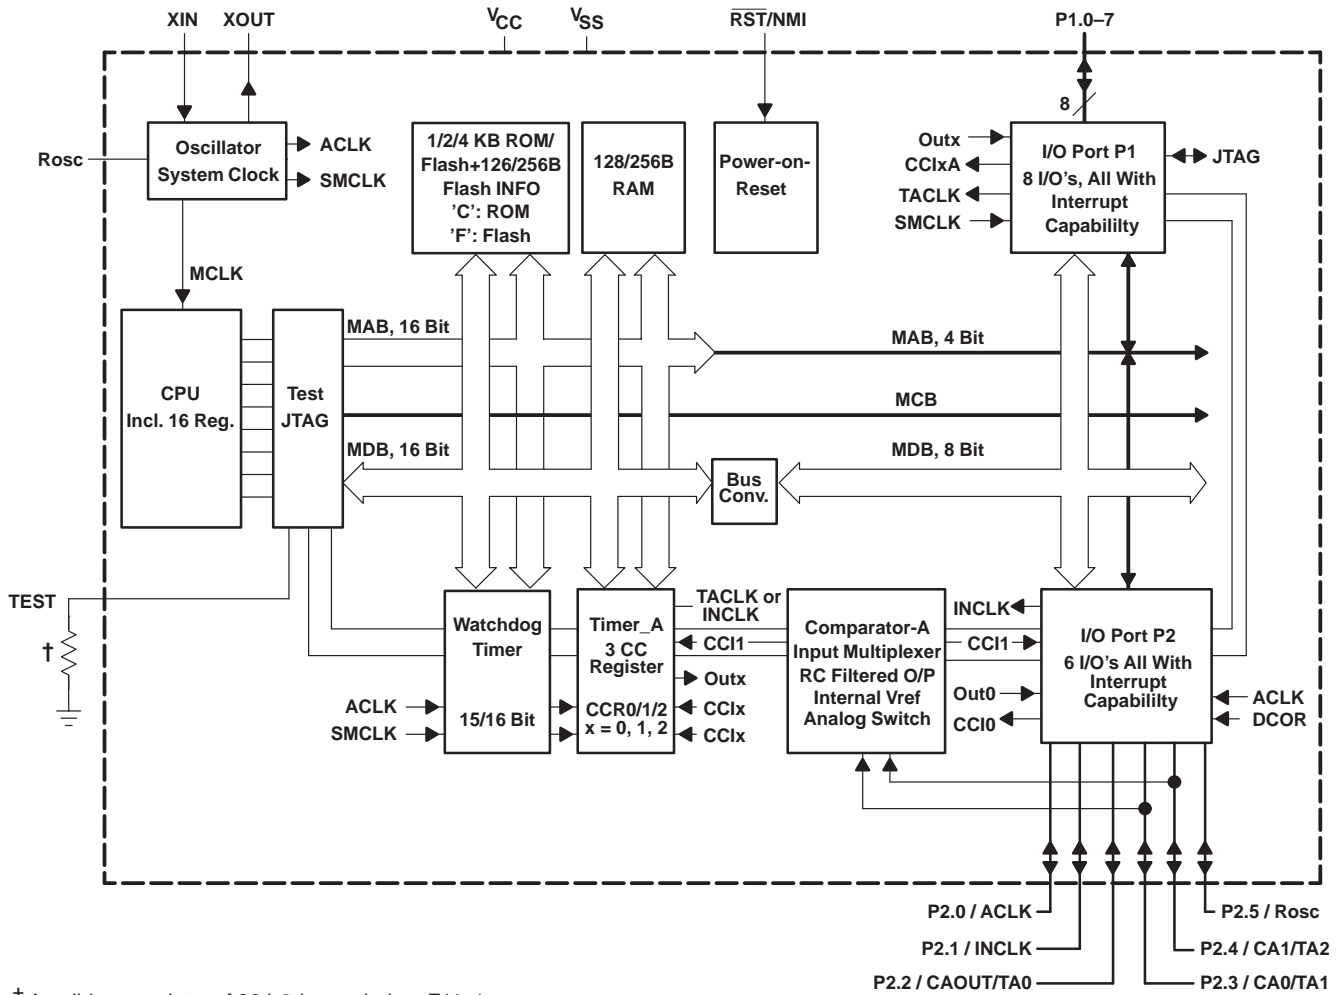 XIN XOUT VCC VSS RST/NMI P1.0–7
8
Rosc
Oscillator
System Clock
ACLK
SMCLK
1/2/4 KB ROM/
Flash+126/256B
Flash INFO
'C': ROM
'F': Flash
128/256B
RAM
Power-on-
Reset
Outx
CCIxA
TACLK
SMCLK
I/O Port P1
8 I/O's, All With
Interrupt
Capabililty
JTAG
MCLK
CPU
Incl. 16 Reg.
Test
JTAG
MAB, 16 Bit
MAB, 4 Bit
MCB
MDB, 16 Bit
MDB, 8 Bit
Bus
Conv.
TEST
†
ACLK
SMCLK
Watchdog
Timer
15/16 Bit
Timer_A
3 CC
Register
CCR0/1/2
x = 0, 1, 2
TACLK or
INCLK
CCI1
Outx
CCIx
CCIx
Comparator-A
Input Multiplexer
RC Filtered O/P
Internal Vref
Analog Switch
INCLK
CCI1
Out0
CCI0
I/O Port P2
6 I/O's All With
Interrupt
Capabililty
ACLK
DCOR
P2.0 / ACLK
P2.5 / Rosc
P2.1 / INCLK
P2.4 / CA1/TA2
P2.2 / CAOUT/TA0
P2.3 / CA0/TA1
†